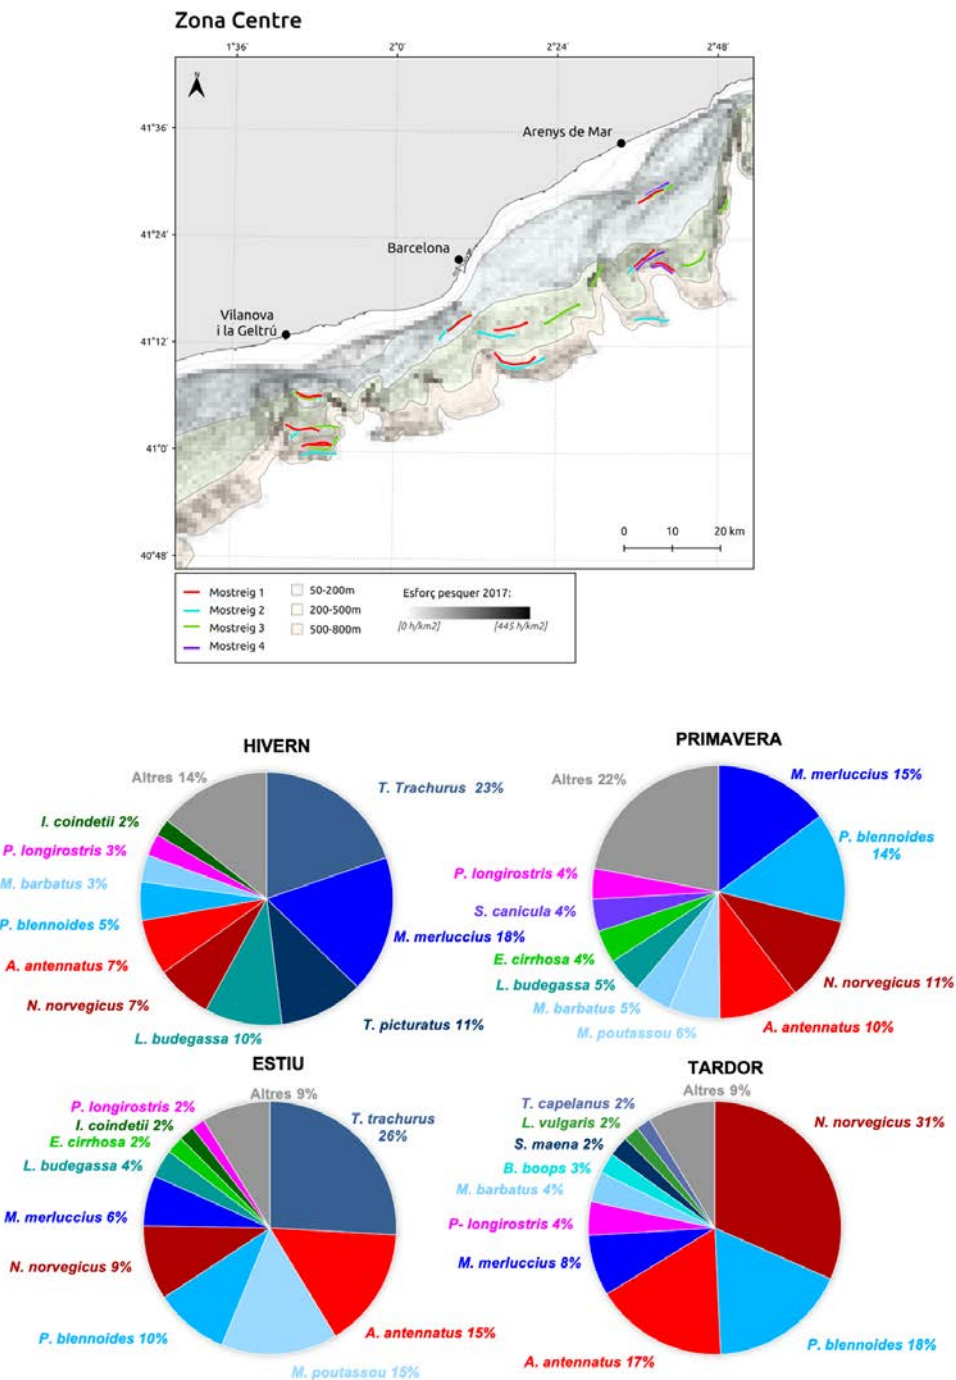 Zona Centre
1°36'
2°0'
2°24'
2°48'
N
41°36'
Arenys de Mar
41°24'
Barcelona
Vilanova
i la Geltrú
41°12'
41°0'
0 10 20 km
40°48'
Mostreig 1
Mostreig 2
Mostreig 3
Mostreig 4
50-200m
200-500m
500-800m
Esforç pesquer 2017:
[0 h/km2] [445 h/km2]
HIVERN
Altres 14%
T. Trachurus 23%
I. coindetii 2%
P. longirostris 3%
M. barbatus 3%
P. blennoides 5%
M. merluccius 18%
A. antennatus 7%
N. norvegicus 7%
T. picturatus 11%
L. budegassa 10%
PRIMAVERA
Altres 22%
M. merluccius 15%
P. blennoides
14%
P. longirostris 4%
S. canicula 4%
E. cirrhosa 4%
L. budegassa 5%
N. norvegicus 11%
M. barbatus 5%
A. antennatus 10%
M. poutassou 6%
ESTIU
Altres 9%
P. longirostris 2%
T. trachurus
26%
I. coindetii 2%
E. cirrhosa 2%
L. budegassa 4%
M. merluccius 6%
N. norvegicus 9%
A. antennatus 15%
P. blennoides 10%
M. poutassou 15%
TARDOR
Altres 9%
T. capelanus 2%
N. norvegicus 31%
L. vulgaris 2%
S. maena 2%
B. boops 3%
M. barbatus 4%
P- longirostris 4%
M. merluccius 8%
P. blennoides 18%
A. antennatus 17%